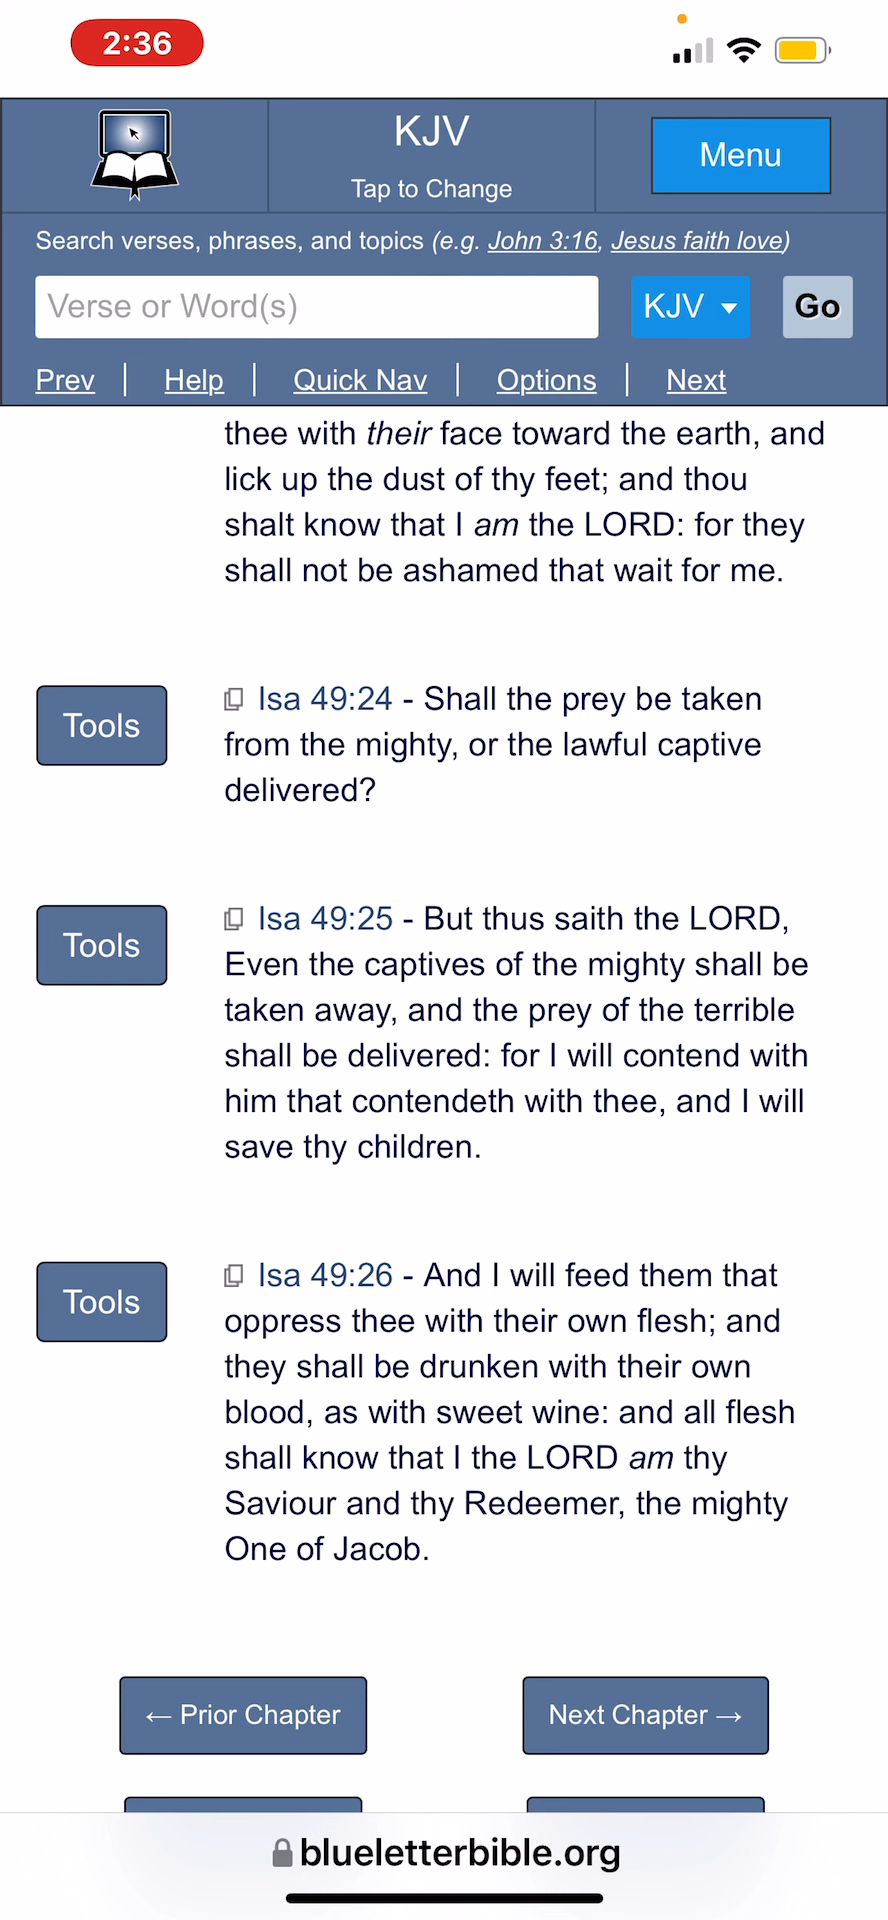 2:36
KJV
Tap to Change
Menu
Search verses, phrases, and topics (e.g. John 3:16, Jesus faith love)
Verse or Word(s)
KJV
Go
Prev | Help | Quick Nav | Options | Next
thee with their face toward the earth, and
lick up the dust of thy feet; and thou
shalt know that I am the LORD: for they
shall not be ashamed that wait for me.
Tools
Isa 49:24 - Shall the prey be taken
from the mighty, or the lawful captive
delivered?
Tools
Isa 49:25 - But thus saith the LORD,
Even the captives of the mighty shall be
taken away, and the prey of the terrible
shall be delivered: for I will contend with
him that contendeth with thee, and I will
save thy children.
Tools
Isa 49:26 - And I will feed them that
oppress thee with their own flesh; and
they shall be drunken with their own
blood, as with sweet wine: and all flesh
shall know that I the LORD am thy
Saviour and thy Redeemer, the mighty
One of Jacob.
← Prior Chapter
Next Chapter →
blueletterbible.org